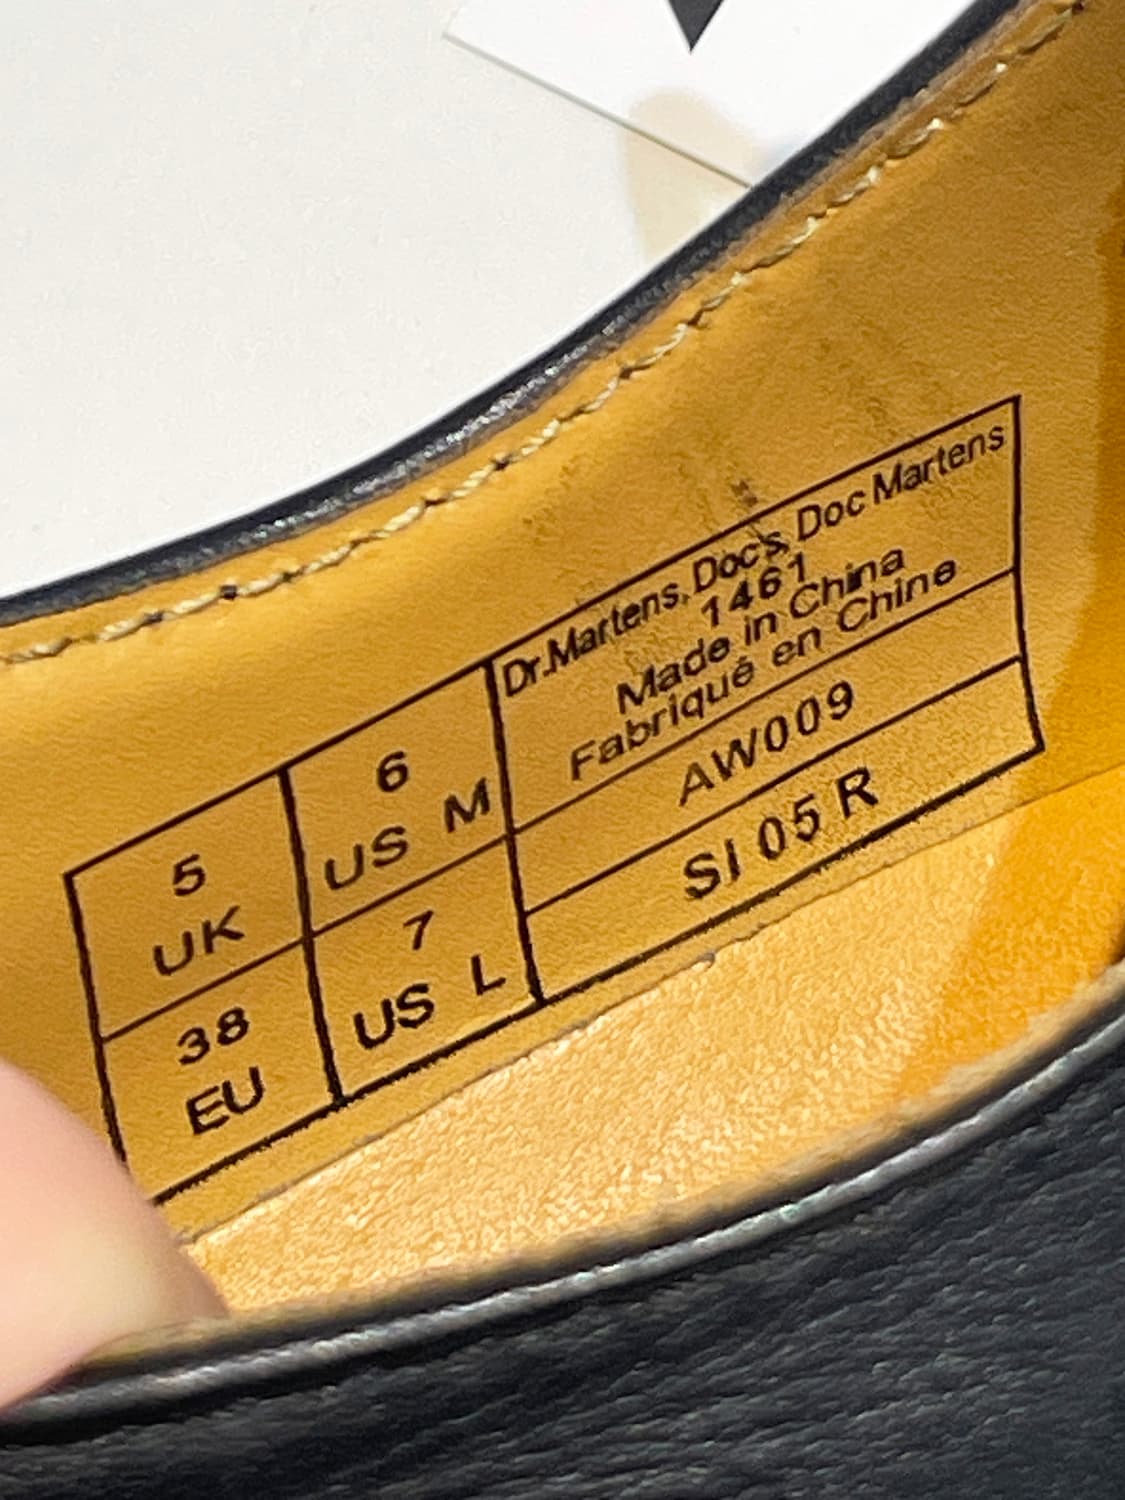 5
UK
38
EU
6
US M
7
US L
Dr.Martens, Doc's, Doc Martens
1461
Made in China
Fabriqué en Chine
AW009
SI 05 R